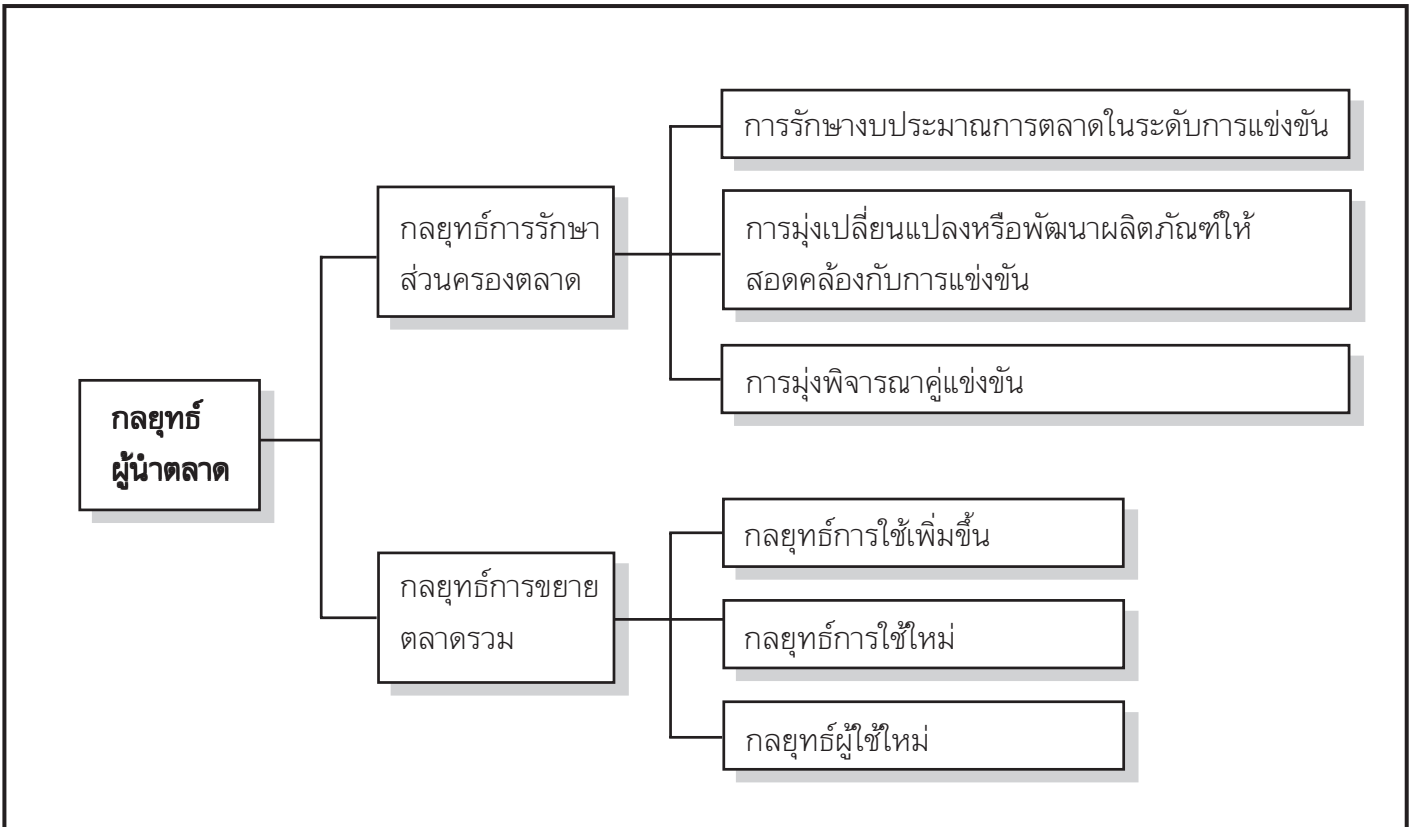 การรักษางบประมาณการตลาดในระดับการแข่งขัน
กลยุทธ์การรักษา
ส่วนครองตลาด
การมุ่งเปลี่ยนแปลงหรือพัฒนาผลิตภัณฑ์ให้
สอดคล้องกับการแข่งขัน
การมุ่งพิจารณาคู่แข่งขัน
กลยุทธ์
ผู้นำตลาด
กลยุทธ์การขยาย
ตลาดรวม
กลยุทธ์การใช้เพิ่มขึ้น
กลยุทธ์การใช้ใหม่
กลยุทธ์ผู้ใช้ใหม่